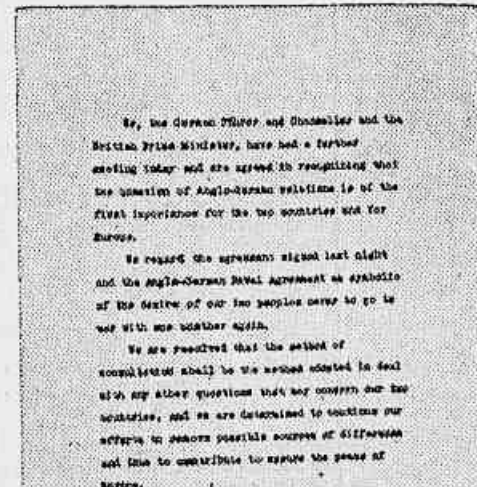 We, the German Führer and Chancellor and the
British Prime Minister, have had a further
meeting today and are agreed in recognising that
the question of Anglo-German relations is of the
first importance for the two countries and for
Europe.
We regard the agreement signed last night
and the Anglo-German Naval Agreement as symbolic
of the desire of our two peoples never to go to
war with one another again.
We are resolved that the method of
consultation shall be the method adopted to deal
with any other questions that may concern our two
countries, and we are determined to continue our
efforts to remove possible sources of difference
and thus to contribute to assure the peace of
Europe.